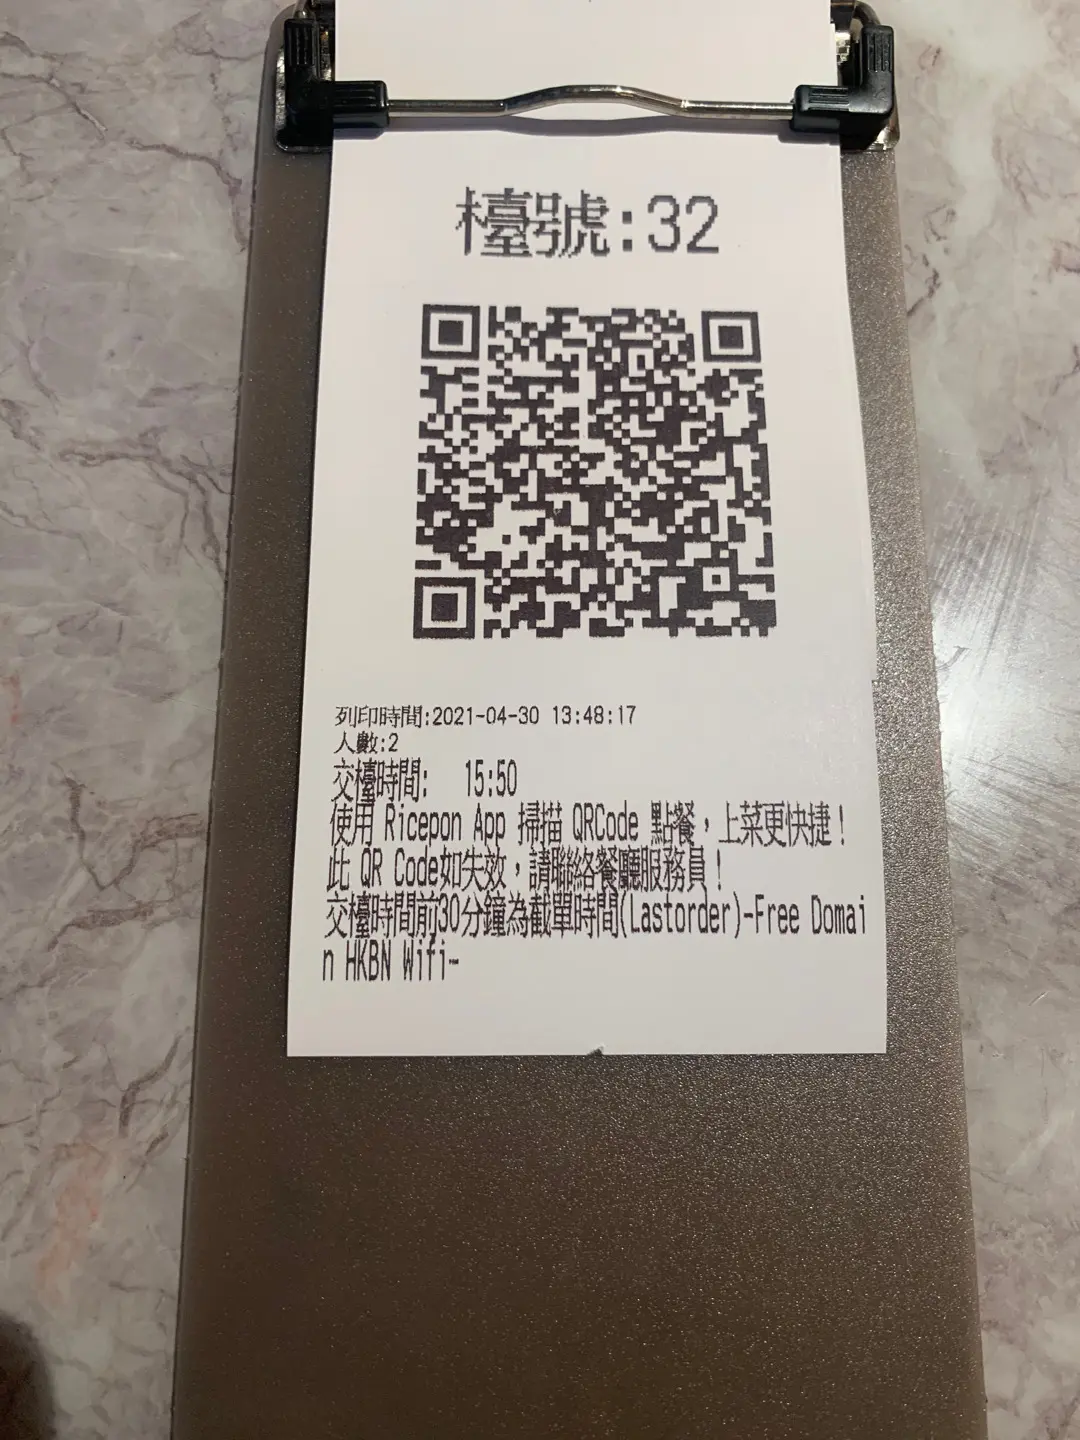 檯號:32
列印時間:2021-04-30 13:48:17
人數:2
交檯時間: 15:50
使用 Ricepon App 掃描 QRCode 點餐，上菜更快捷！
此 QR Code如失效，請聯絡餐廳服務員！
交檯時間前30分鐘為截單時間(Lastorder)-Free Domai
n HKBN Wifi-